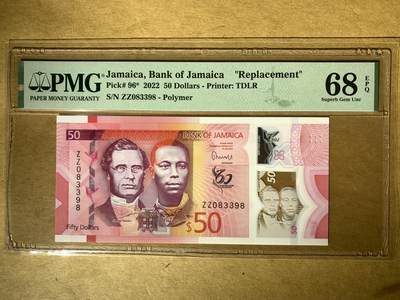 PMG
PAPER MONEY GUARANTY
Jamaica, Bank of Jamaica "Replacement"
Pick# 96* 2022 50 Dollars - Printer: TDLR
S/N ZZ083398 - Polymer
68 EPQ
Superb Gem Unc
50
BANK OF JAMAICA
ZZ083398
Fifty Dollars
$50
ZZ083398
50